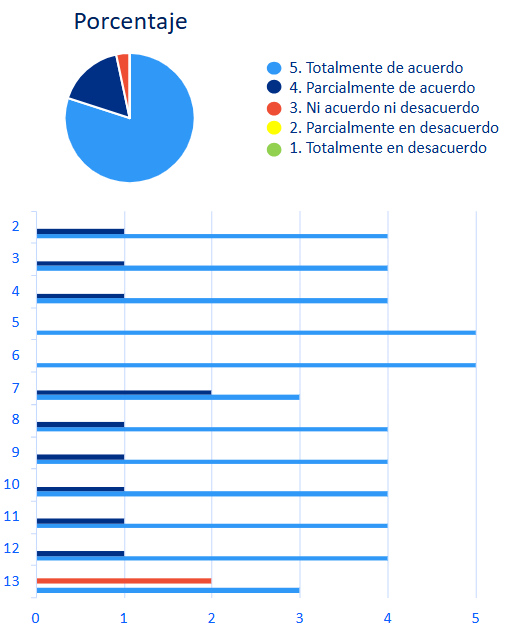 Porcentaje
5. Totalmente de acuerdo
4. Parcialmente de acuerdo
3. Ni acuerdo ni desacuerdo
2. Parcialmente en desacuerdo
1. Totalmente en desacuerdo
2
3
4
5
6
7
8
9
10
11
12
13
0 1 2 3 4 5